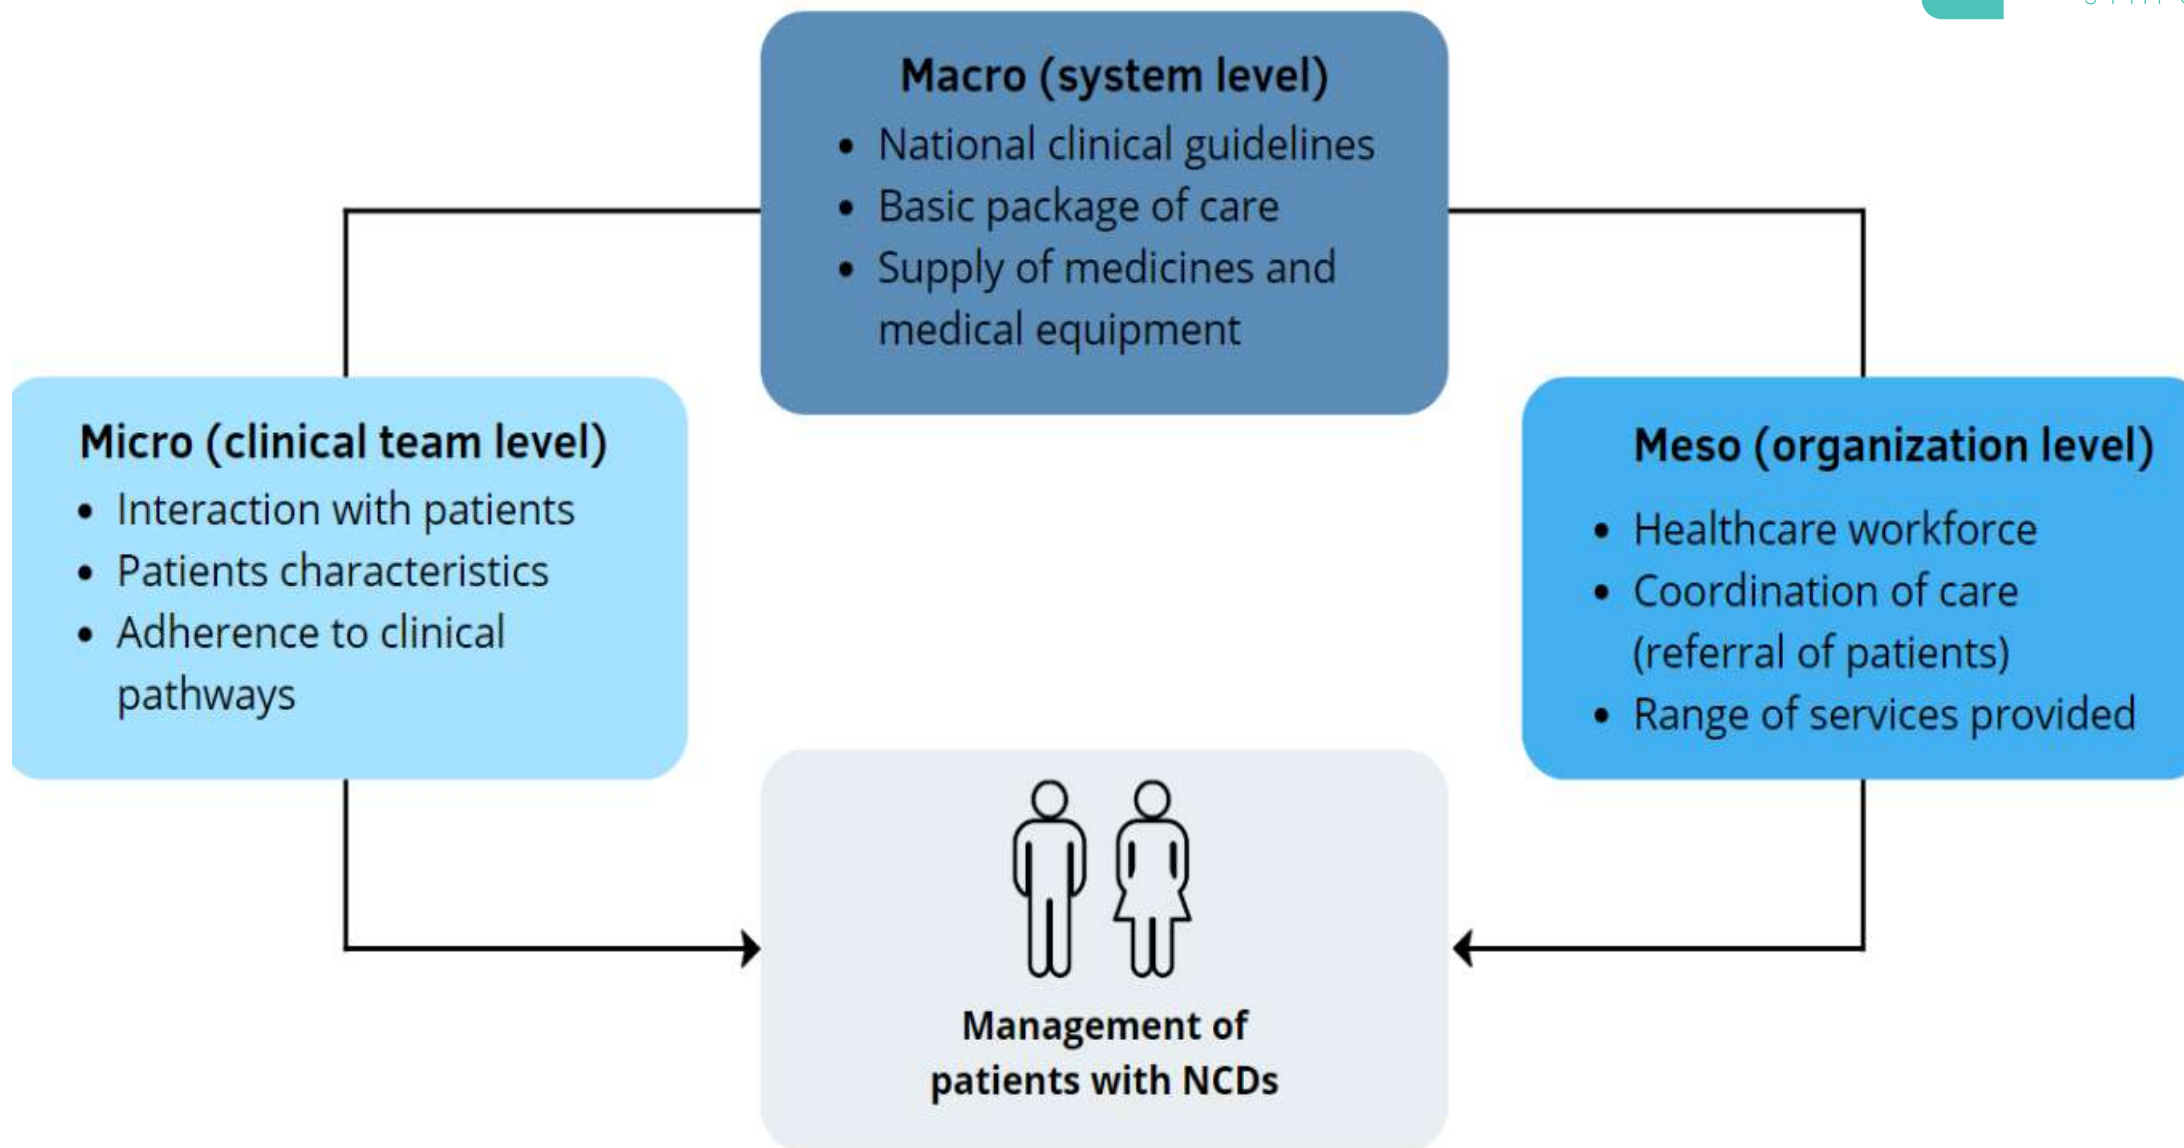 Macro (system level)
• National clinical guidelines
• Basic package of care
• Supply of medicines and
medical equipment
Micro (clinical team level)
• Interaction with patients
• Patients characteristics
• Adherence to clinical
pathways
Meso (organization level)
• Healthcare workforce
• Coordination of care
(referral of patients)
• Range of services provided
Management of
patients with NCDs